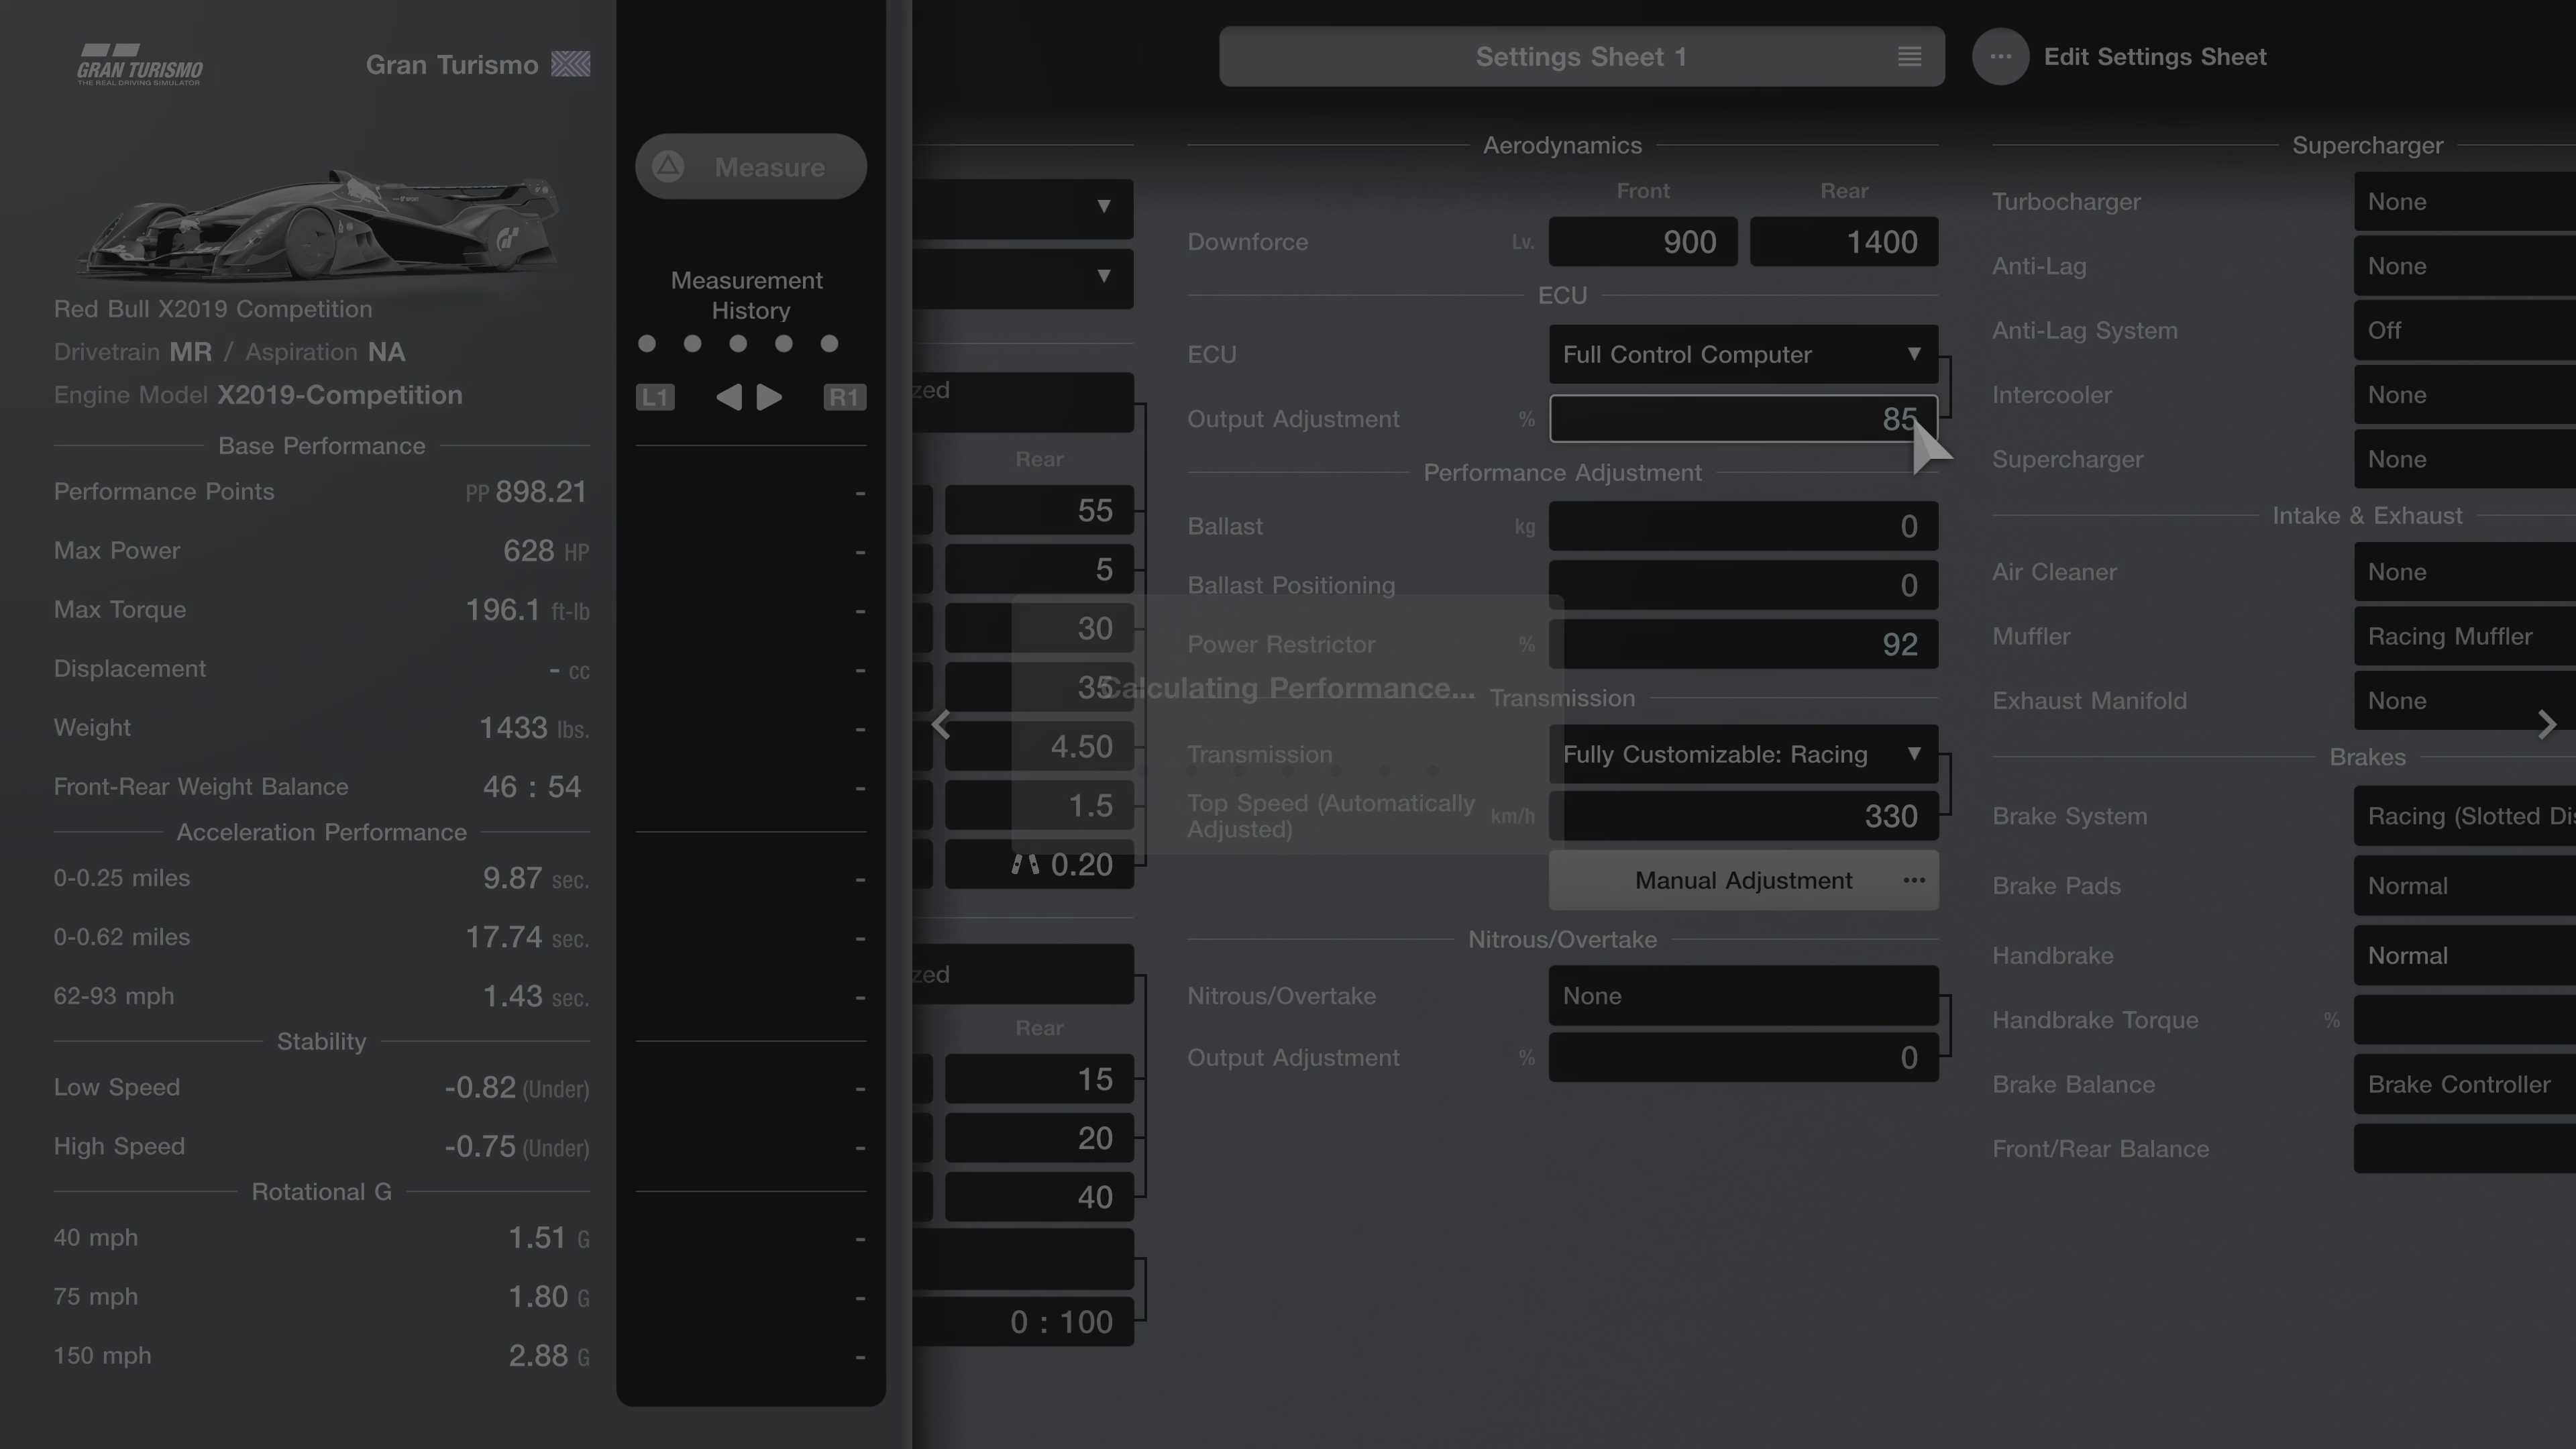 GRAN TURISMO
THE REAL DRIVING SIMULATOR
Gran Turismo
Red Bull X2019 Competition
Drivetrain MR / Aspiration NA
Engine Model X2019-Competition
Base Performance
Performance Points PP 898.21
Max Power 628 HP
Max Torque 196.1 ft-lb
Displacement - cc
Weight 1433 lbs.
Front-Rear Weight Balance 46 : 54
Acceleration Performance
0-0.25 miles 9.87 sec.
0-0.62 miles 17.74 sec.
62-93 mph 1.43 sec.
Stability
Low Speed -0.82 (Under)
High Speed -0.75 (Under)
Rotational G
40 mph 1.51 G
75 mph 1.80 G
150 mph 2.88 G
Measure
Measurement
History
L1 R1
-
-
-
-
-
-
-
-
-
-
-
-
-
-
zed
Rear
55
5
30
35
4.50
1.5
0.20
zed
Rear
15
20
40
0 : 100
Calculating Performance...
Settings Sheet 1
Edit Settings Sheet
Aerodynamics
Front Rear
Downforce Lv. 900 1400
ECU
ECU Full Control Computer
Output Adjustment % 85
Performance Adjustment
Ballast kg 0
Ballast Positioning 0
Power Restrictor % 92
Transmission
Transmission Fully Customizable: Racing
Top Speed (Automatically
Adjusted) km/h 330
Manual Adjustment
Nitrous/Overtake
Nitrous/Overtake None
Output Adjustment % 0
Supercharger
Turbocharger None
Anti-Lag None
Anti-Lag System Off
Intercooler None
Supercharger None
Intake & Exhaust
Air Cleaner None
Muffler Racing Muffler
Exhaust Manifold None
Brakes
Brake System Racing (Slotted Dis
Brake Pads Normal
Handbrake Normal
Handbrake Torque %
Brake Balance Brake Controller
Front/Rear Balance